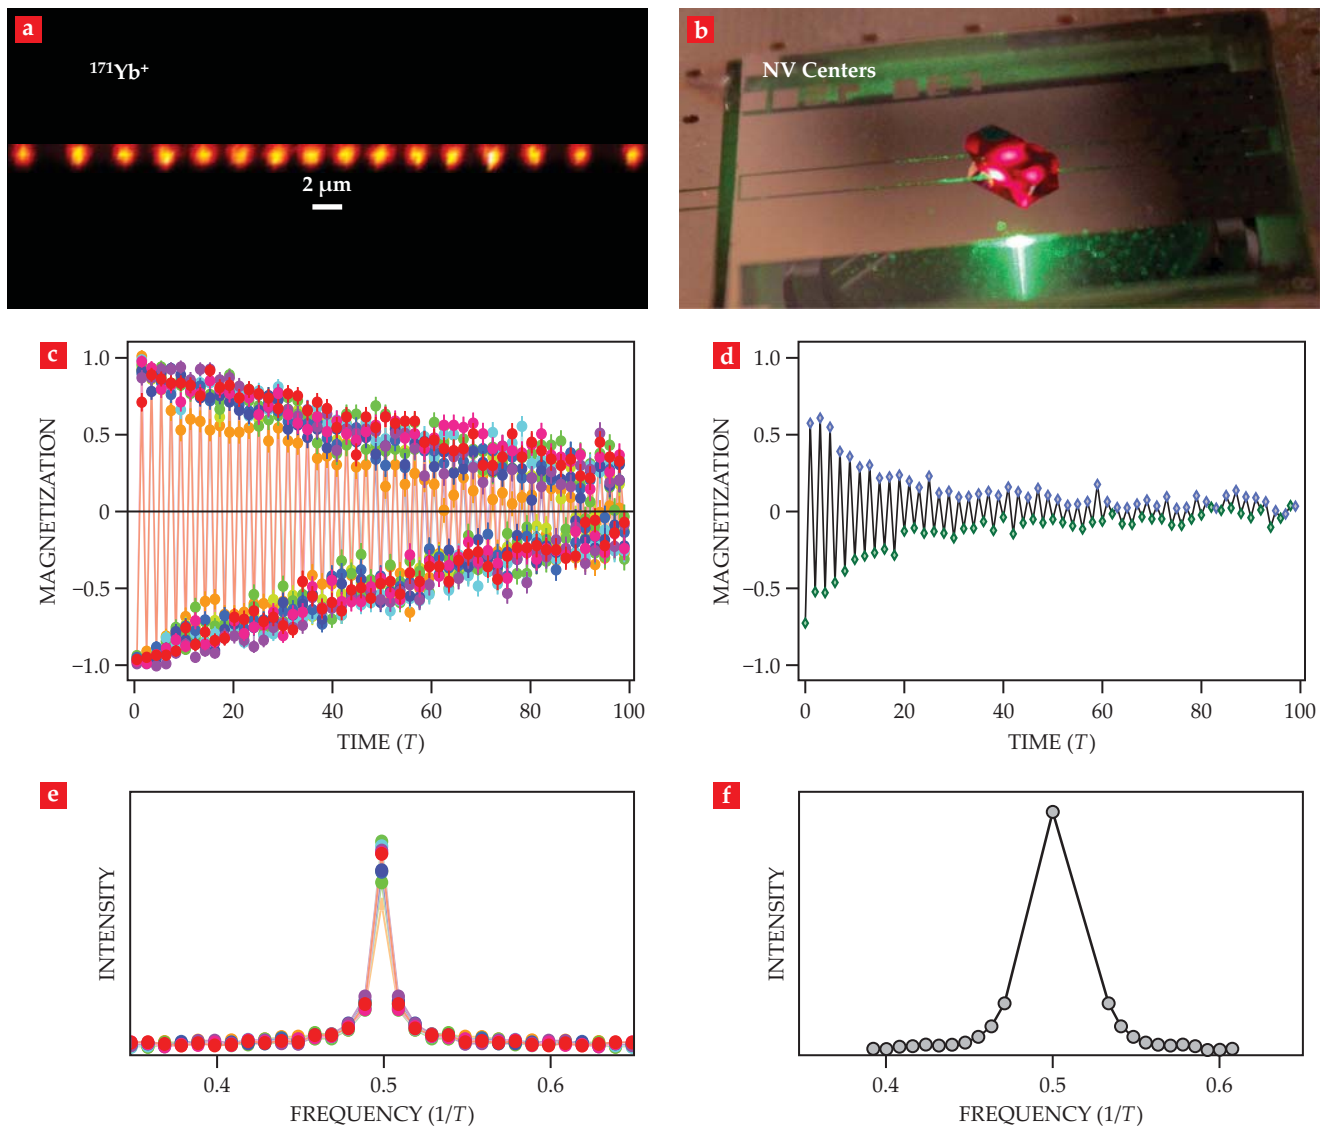 a
¹⁷¹Yb⁺
2 µm
b
NV Centers
c
1.0
0.5
0
−0.5
−1.0
MAGNETIZATION
0 20 40 60 80 100
TIME (T)
d
1.0
0.5
0
−0.5
−1.0
MAGNETIZATION
0 20 40 60 80 100
TIME (T)
e
INTENSITY
0.4 0.5 0.6
FREQUENCY (1/T)
f
INTENSITY
0.4 0.5 0.6
FREQUENCY (1/T)